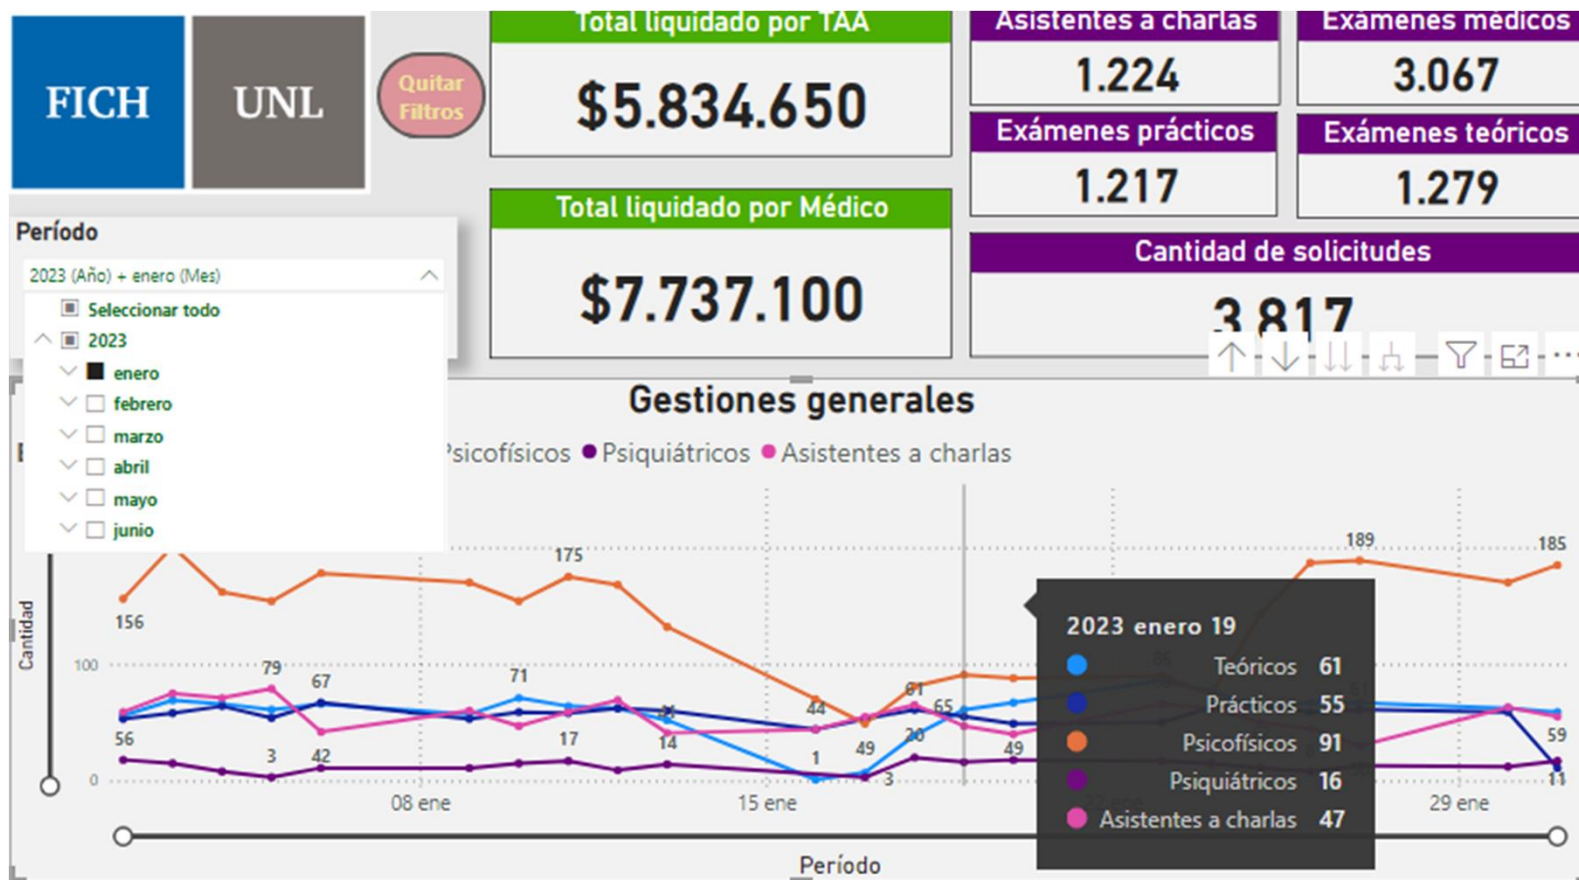 FICH
UNL
Quitar
Filtros
Total liquidado por TAA
$5.834.650
Asistentes a charlas
1.224
Exámenes médicos
3.067
Exámenes prácticos
1.217
Exámenes teóricos
1.279
Total liquidado por Médico
$7.737.100
Cantidad de solicitudes
3.817
Período
2023 (Año) + enero (Mes)
Seleccionar todo
2023
enero
febrero
marzo
abril
mayo
junio
Gestiones generales
Psicofísicos Psiquiátricos Asistentes a charlas
Cantidad
100
0
156
175
189
185
79
67
71
61
65
44
56
3
42
17
14
1
49
3
20
49
59
11
2023 enero 19
Teóricos 61
Prácticos 55
Psicofísicos 91
Psiquiátricos 16
Asistentes a charlas 47
08 ene
15 ene
29 ene
Período